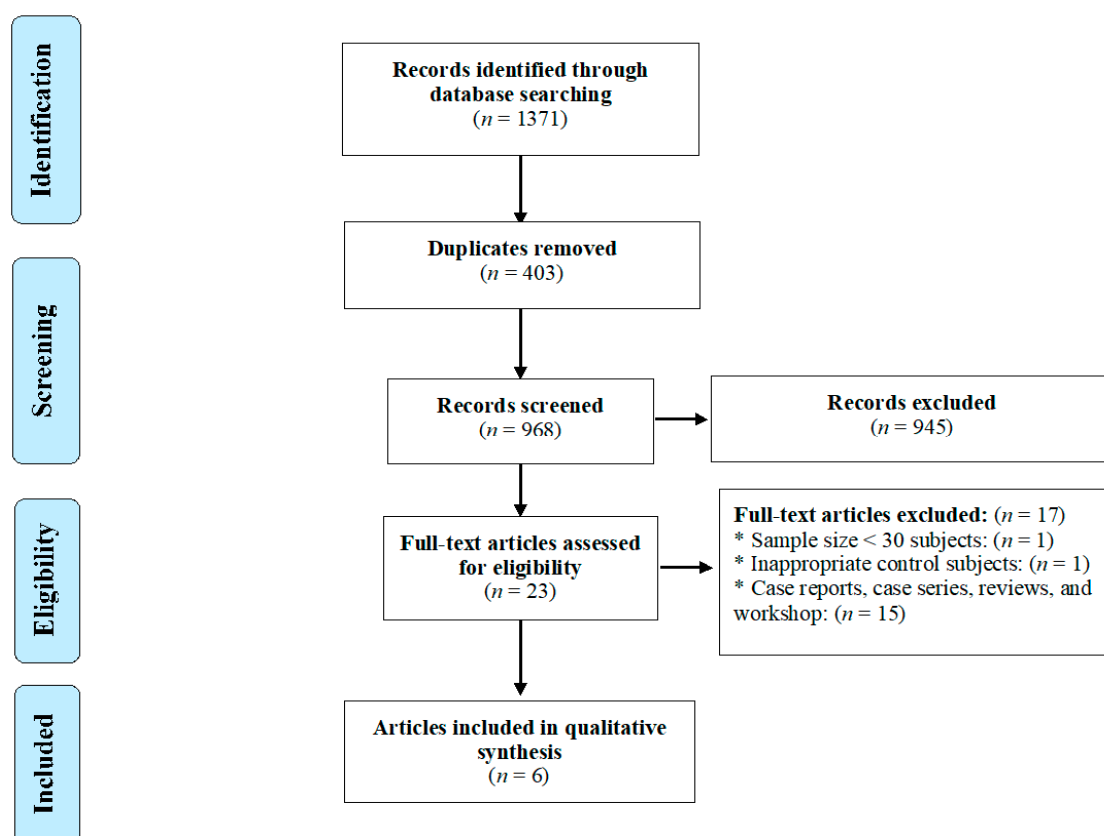 Identification
Records identified through
database searching
(n = 1371)
Duplicates removed
(n = 403)
Screening
Records screened
(n = 968)
Records excluded
(n = 945)
Eligibility
Full-text articles assessed
for eligibility
(n = 23)
Full-text articles excluded: (n = 17)
* Sample size < 30 subjects: (n = 1)
* Inappropriate control subjects: (n = 1)
* Case reports, case series, reviews, and
workshop: (n = 15)
Included
Articles included in qualitative
synthesis
(n = 6)